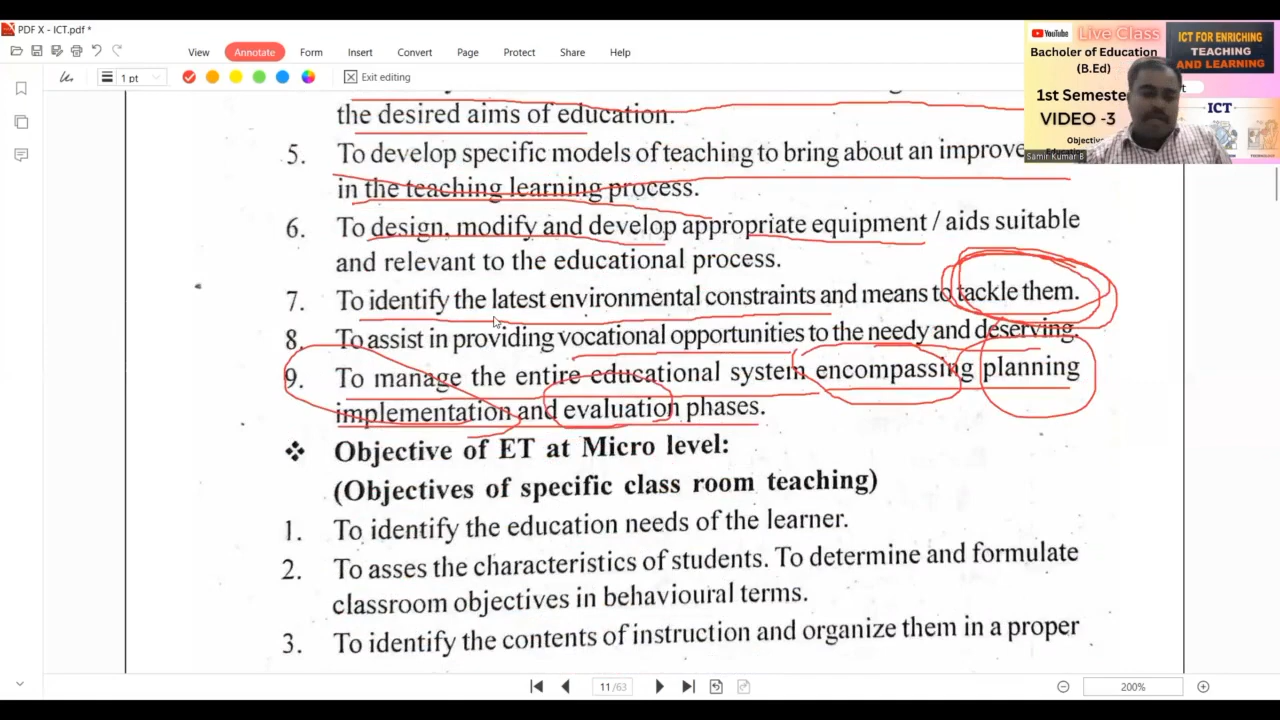 PDF X - ICT.pdf *
View Annotate Form Insert Convert Page Protect Share Help
1 pt Exit editing
YouTube Live Class
Bacholer of Education
(B.Ed)
1st Semeste
VIDEO -3
Objective
Samir Kumar B
ICT FOR ENRICHING
TEACHING
AND LEARNING
ICT
the desired aims of education.
5. To develop specific models of teaching to bring about an improve
in the teaching learning process.
6. To design, modify and develop appropriate equipment / aids suitable
and relevant to the educational process.
7. To identify the latest environmental constraints and means to tackle them.
8. To assist in providing vocational opportunities to the needy and deserving.
9. To manage the entire educational system encompassing planning
implementation and evaluation phases.
❖ Objective of ET at Micro level:
(Objectives of specific class room teaching)
1. To identify the education needs of the learner.
2. To asses the characteristics of students. To determine and formulate
classroom objectives in behavioural terms.
3. To identify the contents of instruction and organize them in a proper
11/63
200%